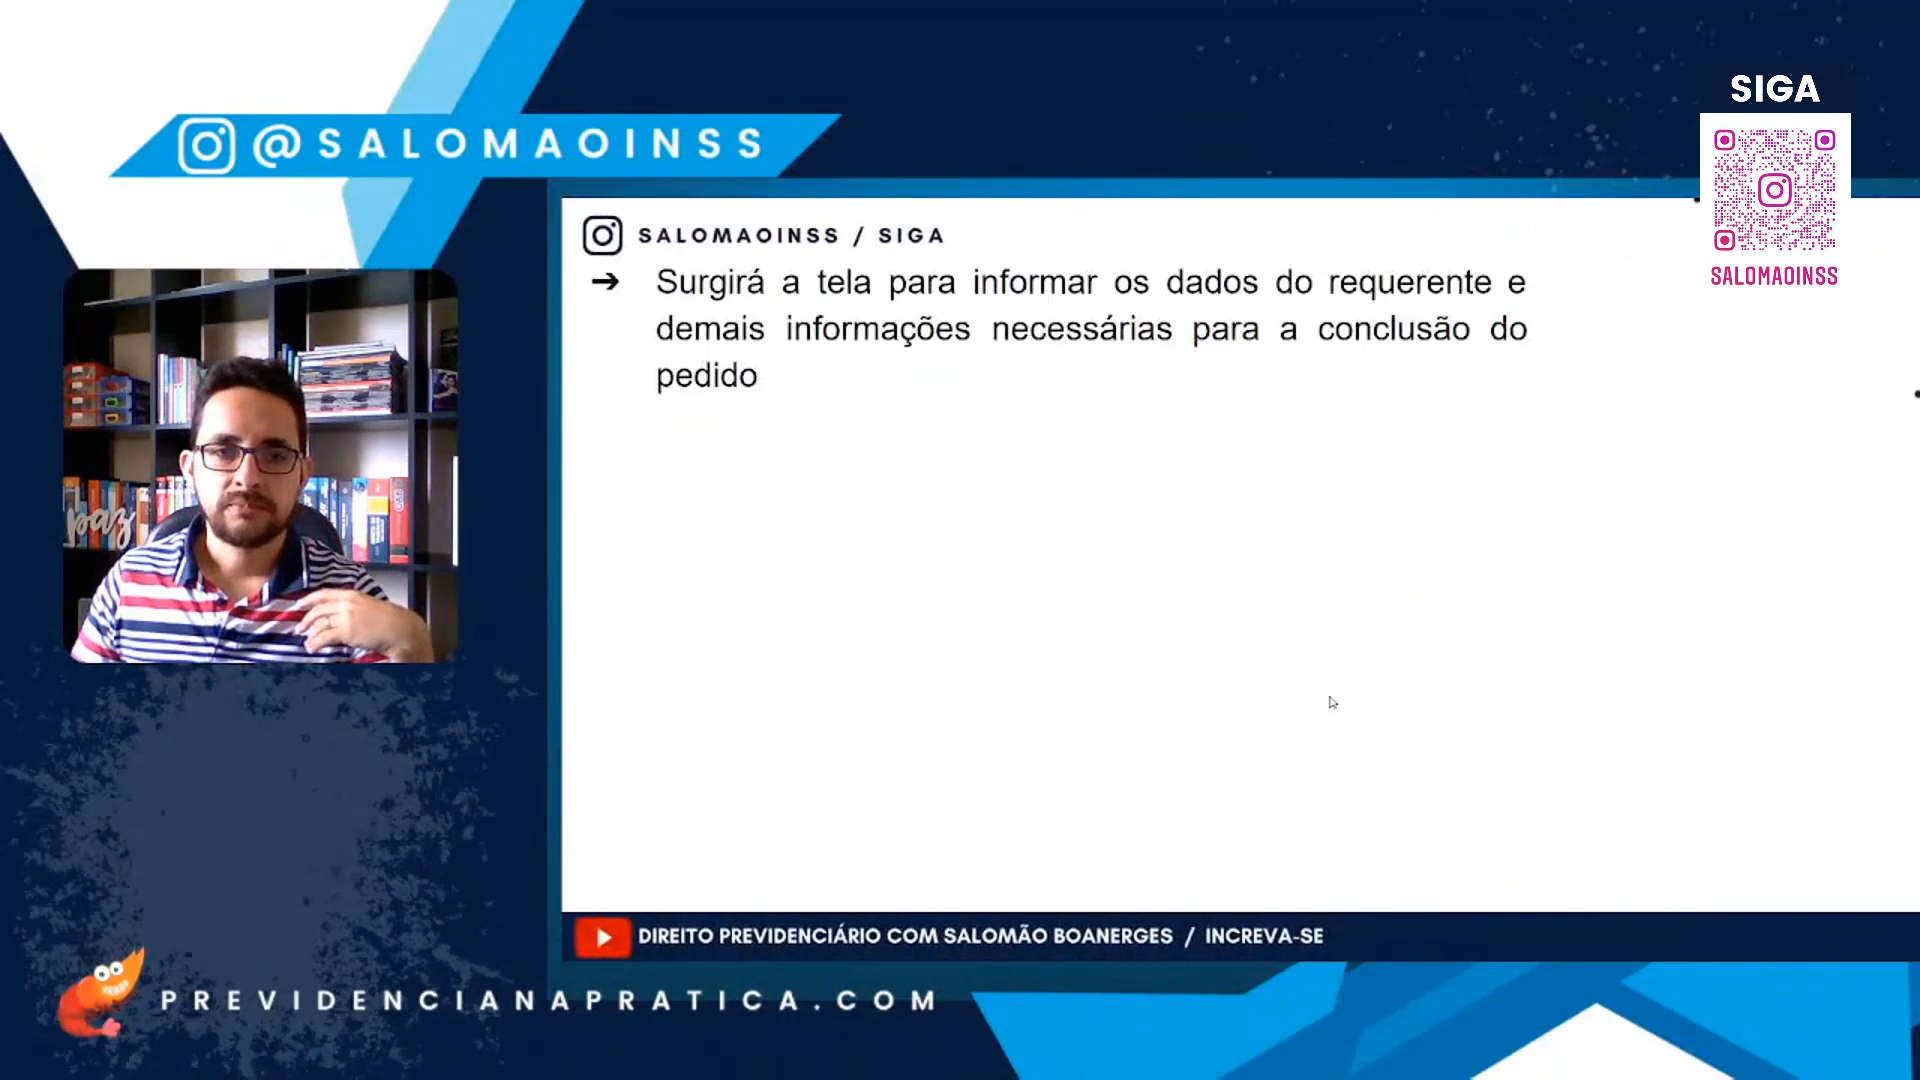 @SALOMAOINSS
SIGA
SALOMAOINSS
SALOMAOINSS / SIGA
➔ Surgirá a tela para informar os dados do requerente e
demais informações necessárias para a conclusão do
pedido
paz
DIREITO PREVIDENCIÁRIO COM SALOMÃO BOANERGES / INCREVA-SE
PREVIDENCIANAPRATICA.COM